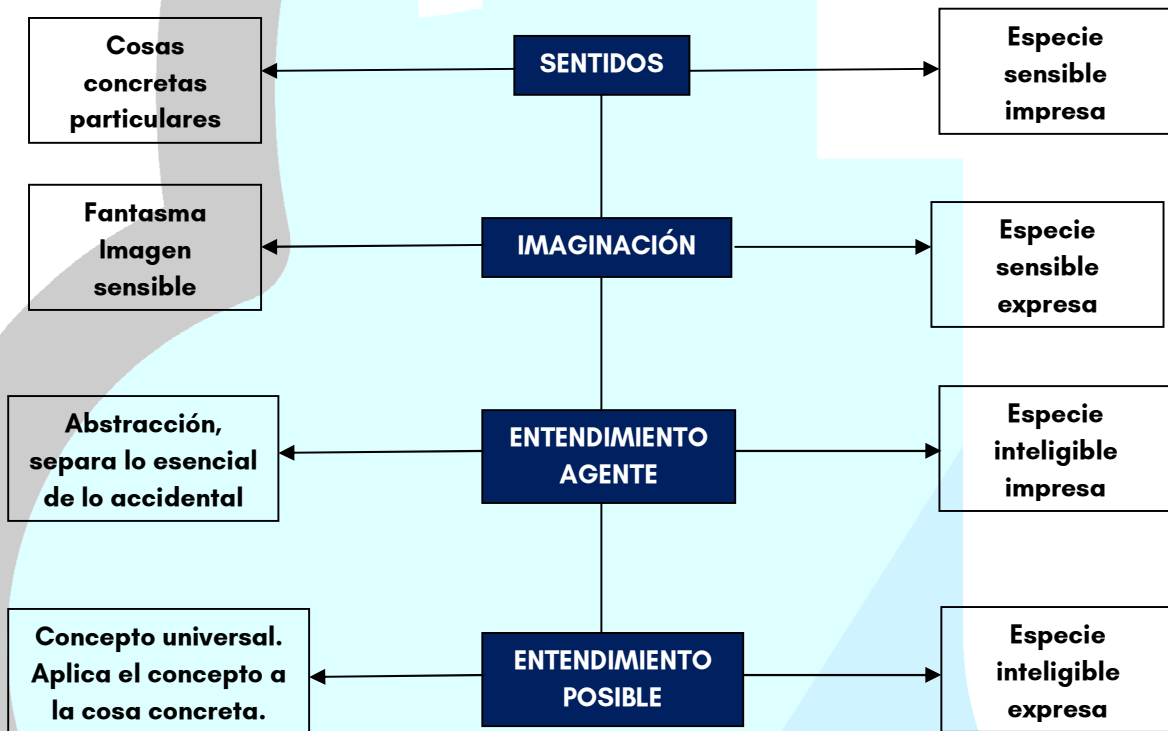 Cosas
concretas
particulares
SENTIDOS
Especie
sensible
impresa
Fantasma
Imagen
sensible
IMAGINACIÓN
Especie
sensible
expresa
Abstracción,
separa lo esencial
de lo accidental
ENTENDIMIENTO
AGENTE
Especie
inteligible
impresa
Concepto universal.
Aplica el concepto a
la cosa concreta.
ENTENDIMIENTO
POSIBLE
Especie
inteligible
expresa